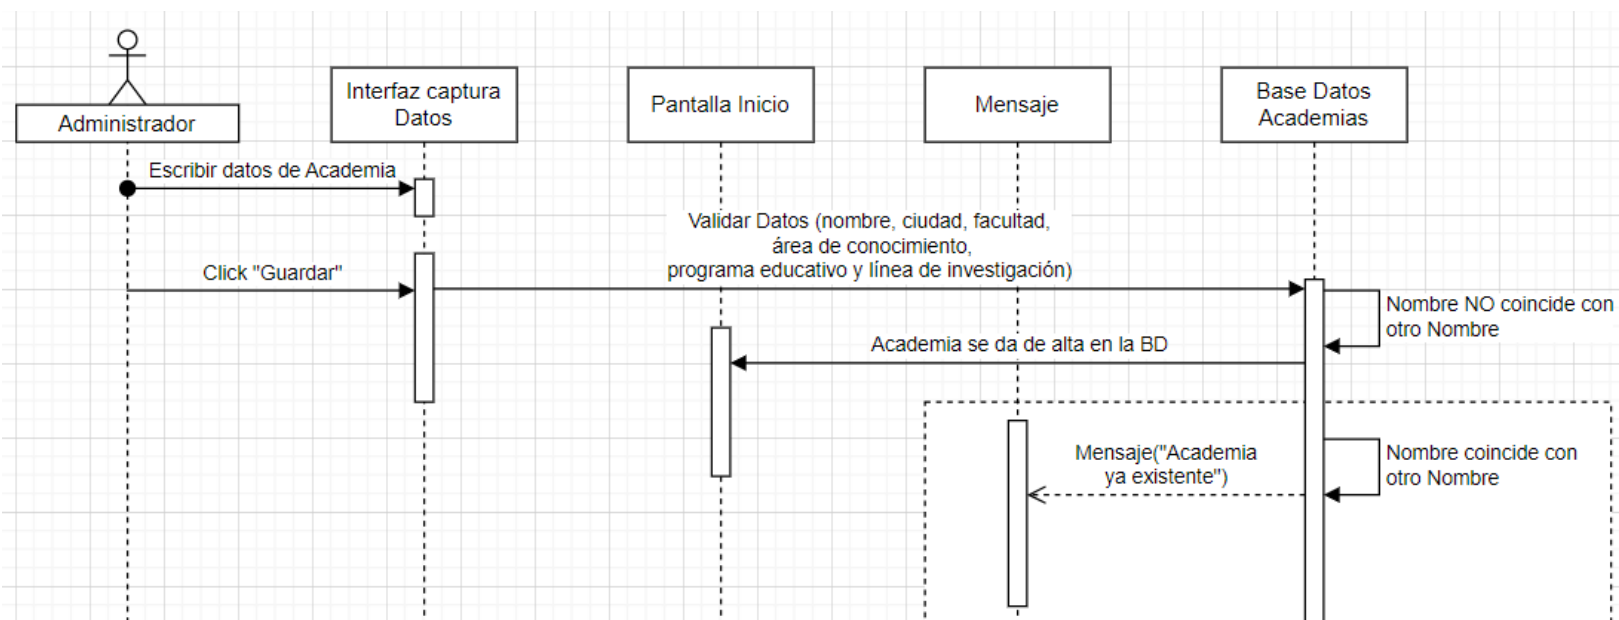 Administrador
Interfaz captura
Datos
Pantalla Inicio
Mensaje
Base Datos
Academias
Escribir datos de Academia
Validar Datos (nombre, ciudad, facultad,
área de conocimiento,
programa educativo y línea de investigación)
Click "Guardar"
Nombre NO coincide con
otro Nombre
Academia se da de alta en la BD
Mensaje("Academia
ya existente")
Nombre coincide con
otro Nombre